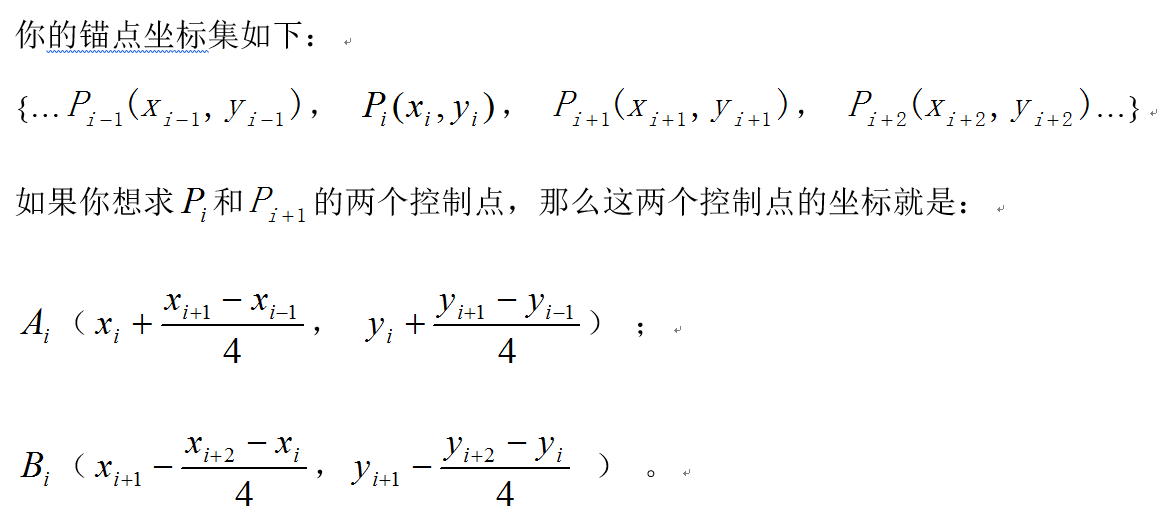 你的锚点坐标集如下：
{…P_{i-1}(x_{i-1}, y_{i-1})， P_i(x_i, y_i)， P_{i+1}(x_{i+1}, y_{i+1})， P_{i+2}(x_{i+2}, y_{i+2})…}
如果你想求 P_i 和 P_{i+1} 的两个控制点，那么这两个控制点的坐标就是：
A_i（x_i + \frac{x_{i+1} - x_{i-1}}{4}， y_i + \frac{y_{i+1} - y_{i-1}}{4}）；
B_i（x_{i+1} - \frac{x_{i+2} - x_i}{4}，y_{i+1} - \frac{y_{i+2} - y_i}{4}）。